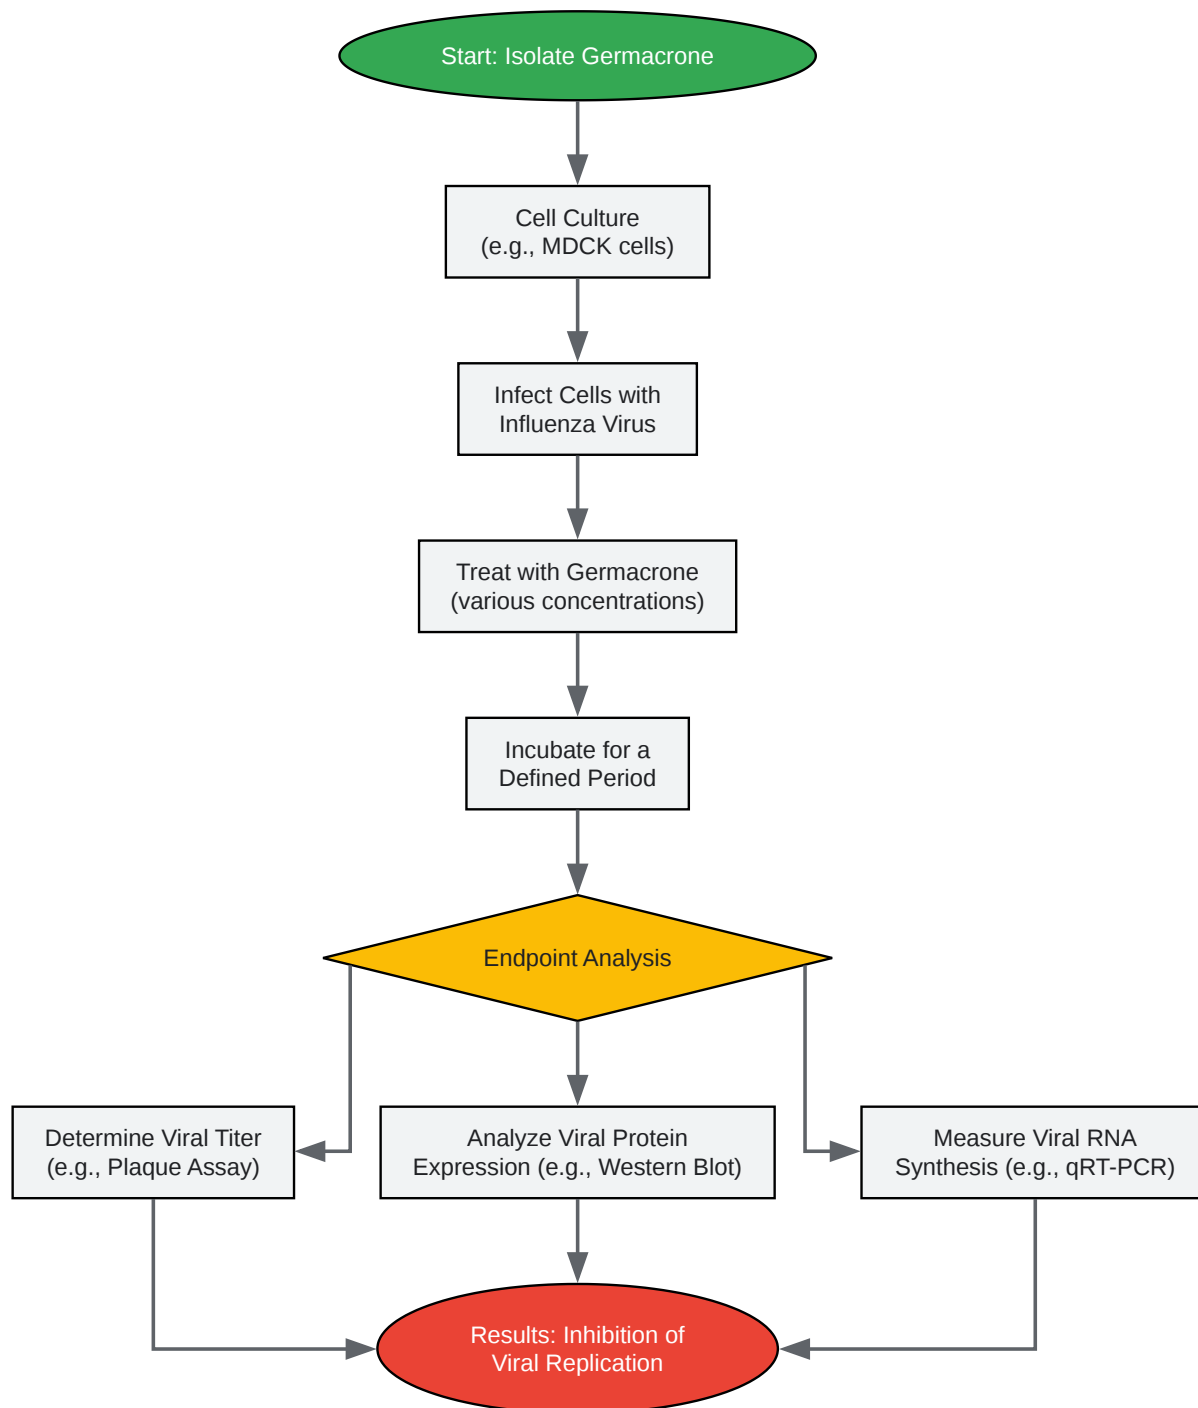 Start: Isolate Germacrone
Cell Culture
(e.g., MDCK cells)
Infect Cells with
Influenza Virus
Treat with Germacrone
(various concentrations)
Incubate for a
Defined Period
Endpoint Analysis
Determine Viral Titer
(e.g., Plaque Assay)
Analyze Viral Protein
Expression (e.g., Western Blot)
Measure Viral RNA
Synthesis (e.g., qRT-PCR)
Results: Inhibition of
Viral Replication